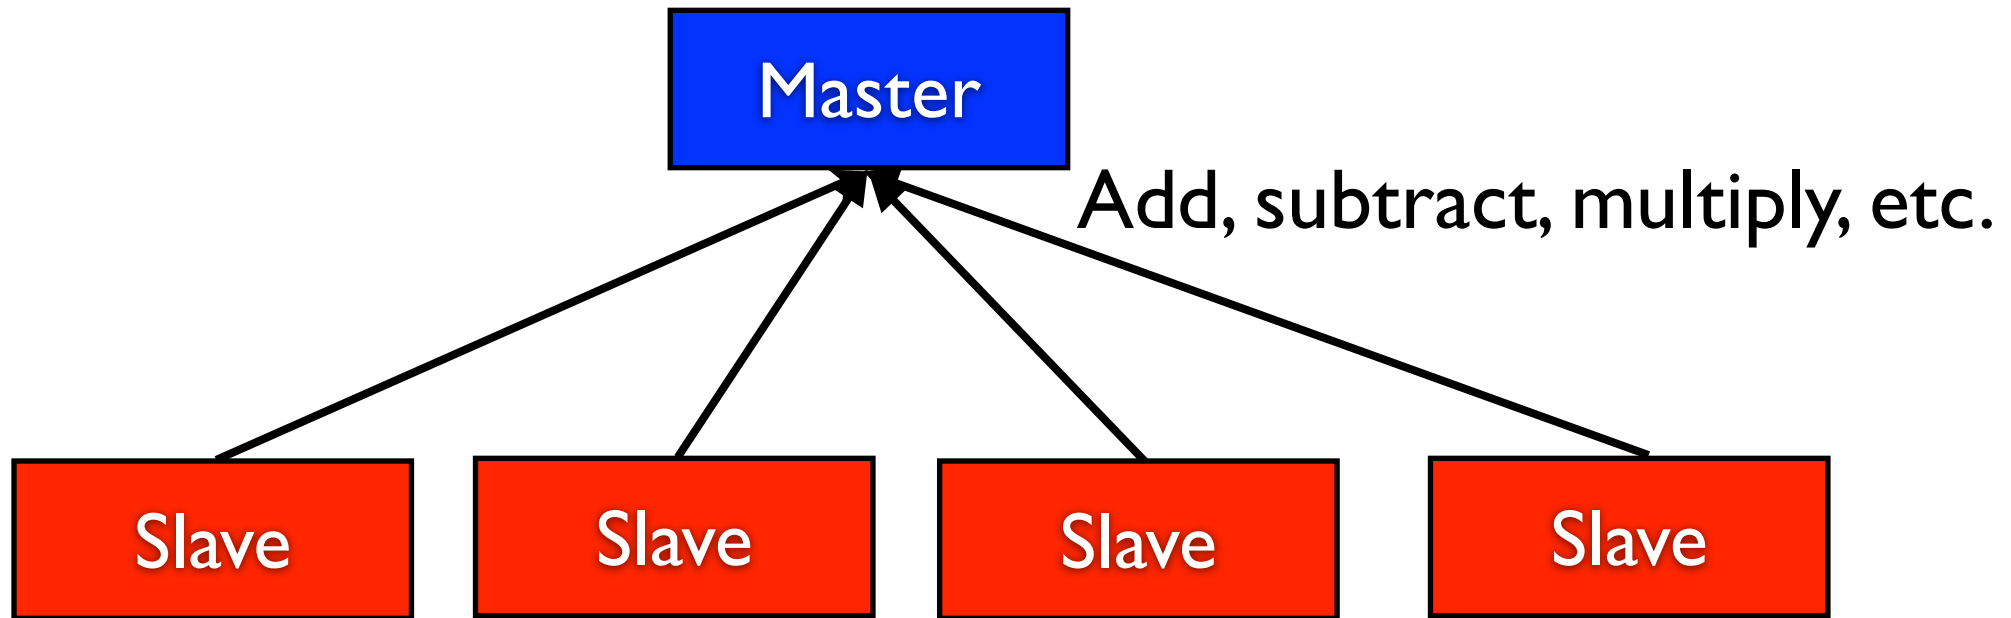 Master
Add, subtract, multiply, etc.
Slave
Slave
Slave
Slave